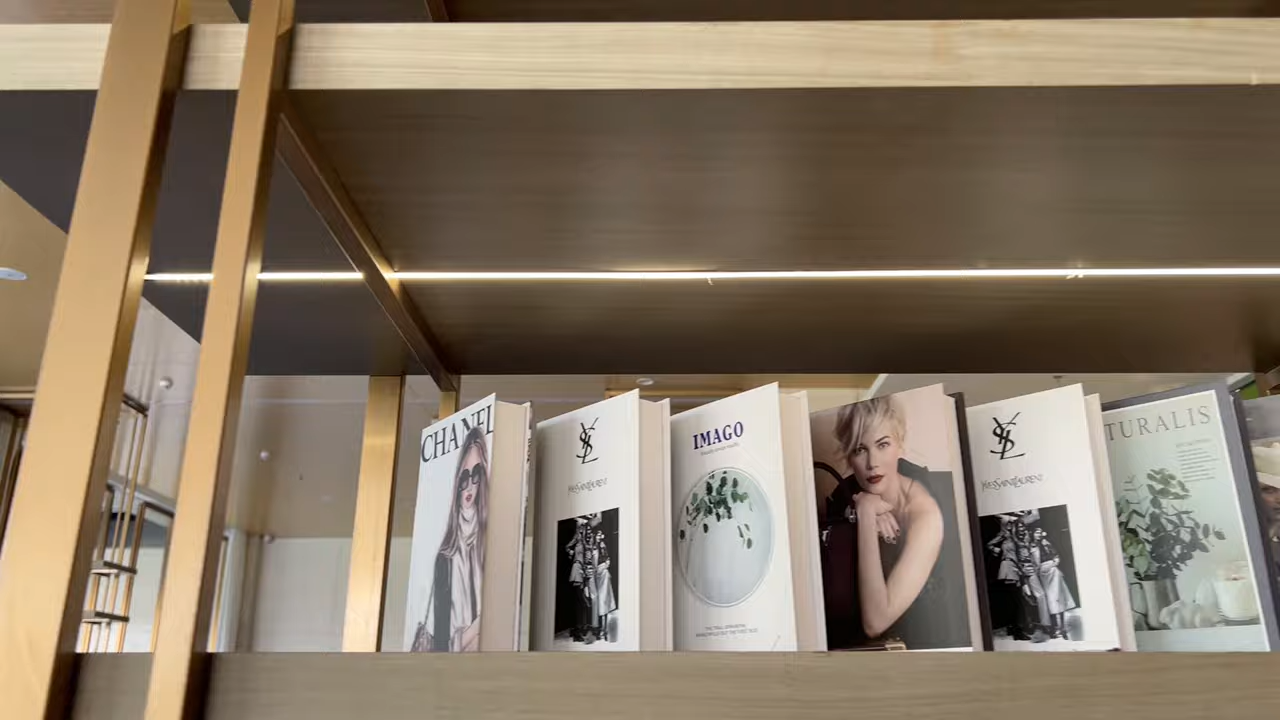 CHANEL
YSL
YVES SAINT LAURENT
IMAGO
YSL
YVES SAINT LAURENT
TURALIS